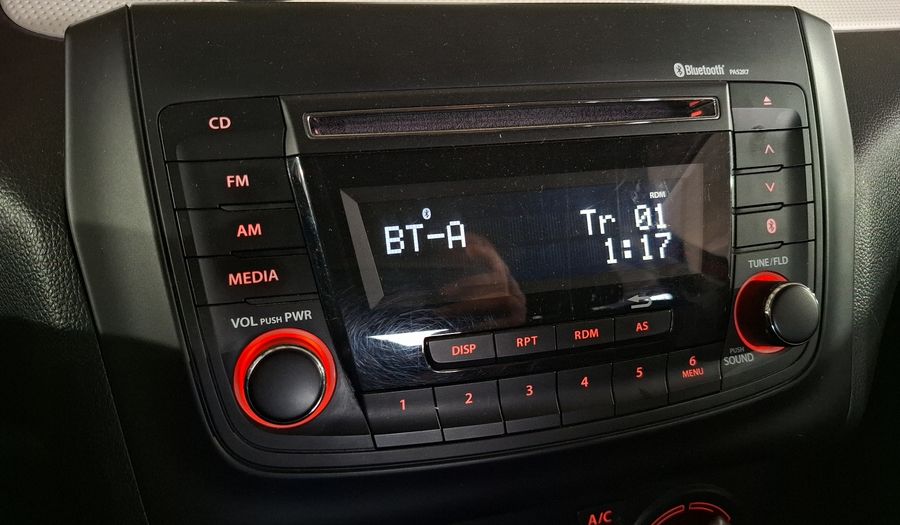 Bluetooth® PA52R7
CD
FM
AM
MEDIA
VOL PUSH PWR
RDM
BT-A Tr 01
1:17
TUNE/FLD
PUSH
SOUND
DISP RPT RDM AS
1 2 3 4 5 6
MENU
A/C